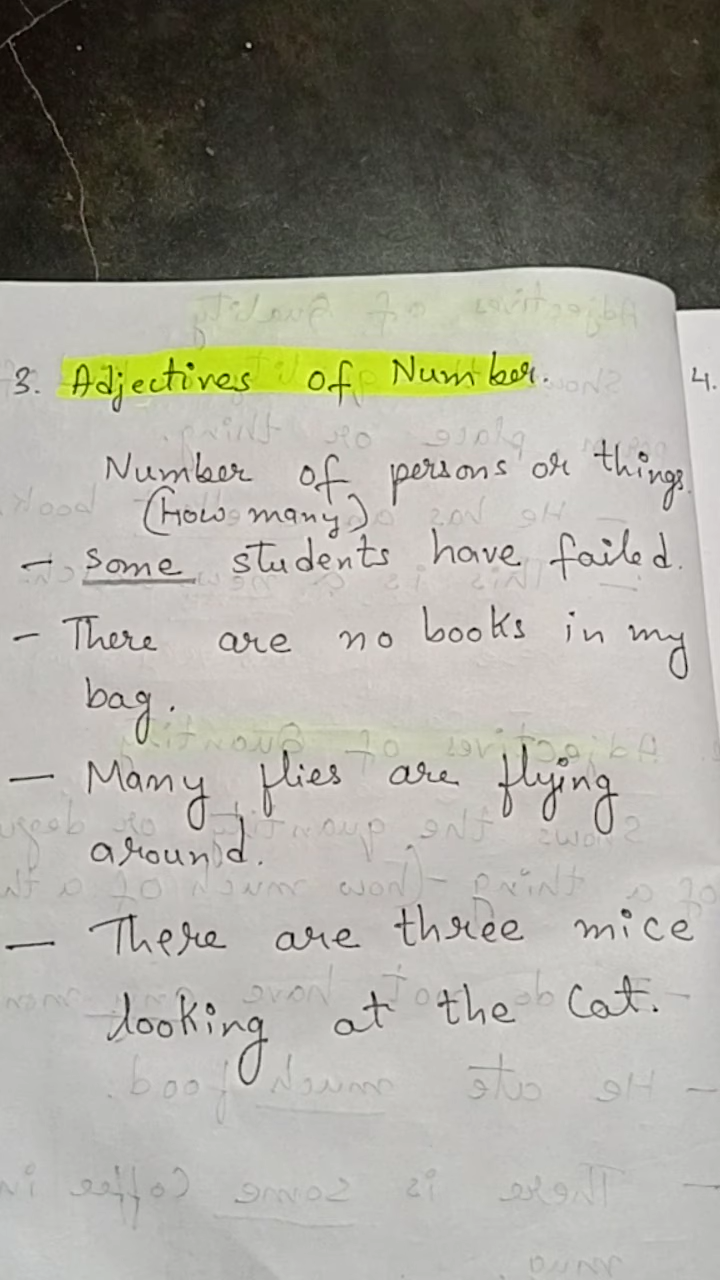 3. Adjectives of Number.
4.
Number of persons or things.
(How many)
- Some students have failed.
- There are no books in my
bag.
- Many flies are flying
around.
- There are three mice
looking at the cat.